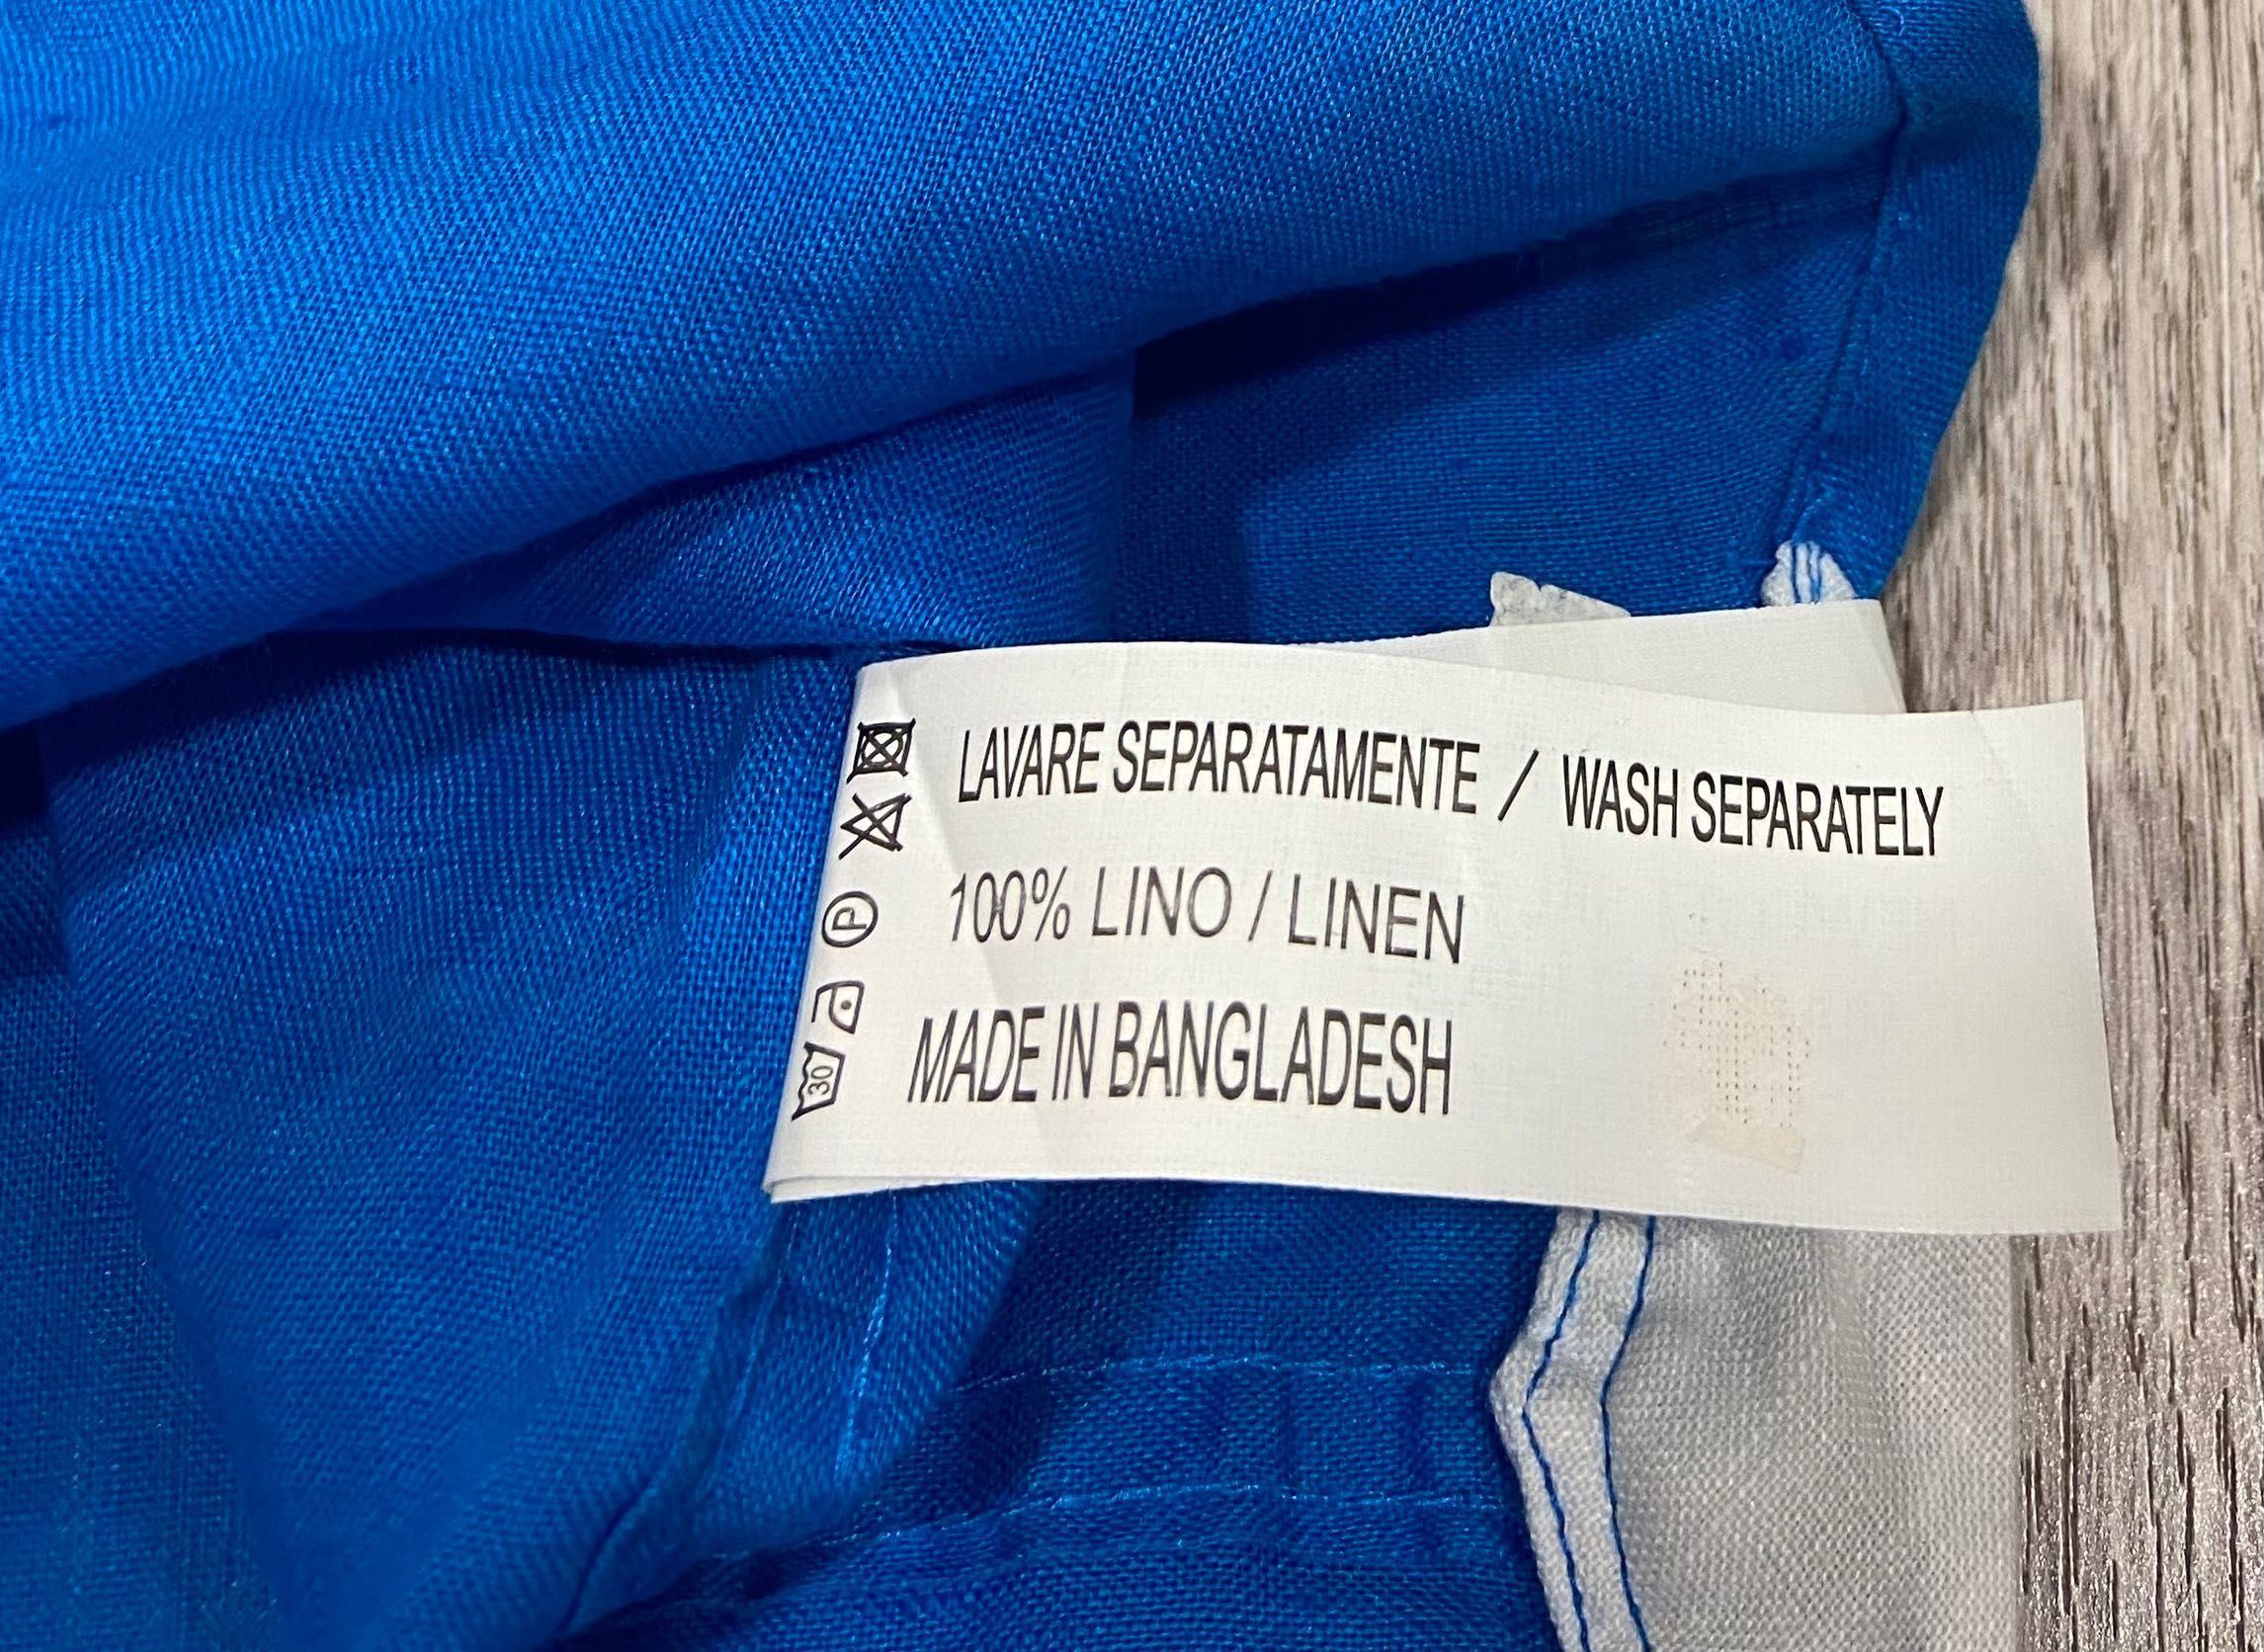 LAVARE SEPARATAMENTE / WASH SEPARATELY
100% LINO / LINEN
MADE IN BANGLADESH
P
30